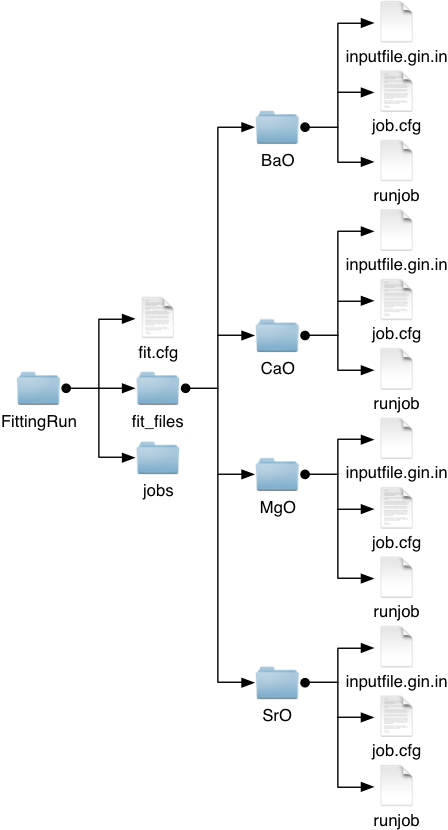 FittingRun
fit.cfg
fit_files
jobs
BaO
inputfile.gin.in
job.cfg
runjob
CaO
inputfile.gin.in
job.cfg
runjob
MgO
inputfile.gin.in
job.cfg
runjob
SrO
inputfile.gin.in
job.cfg
runjob